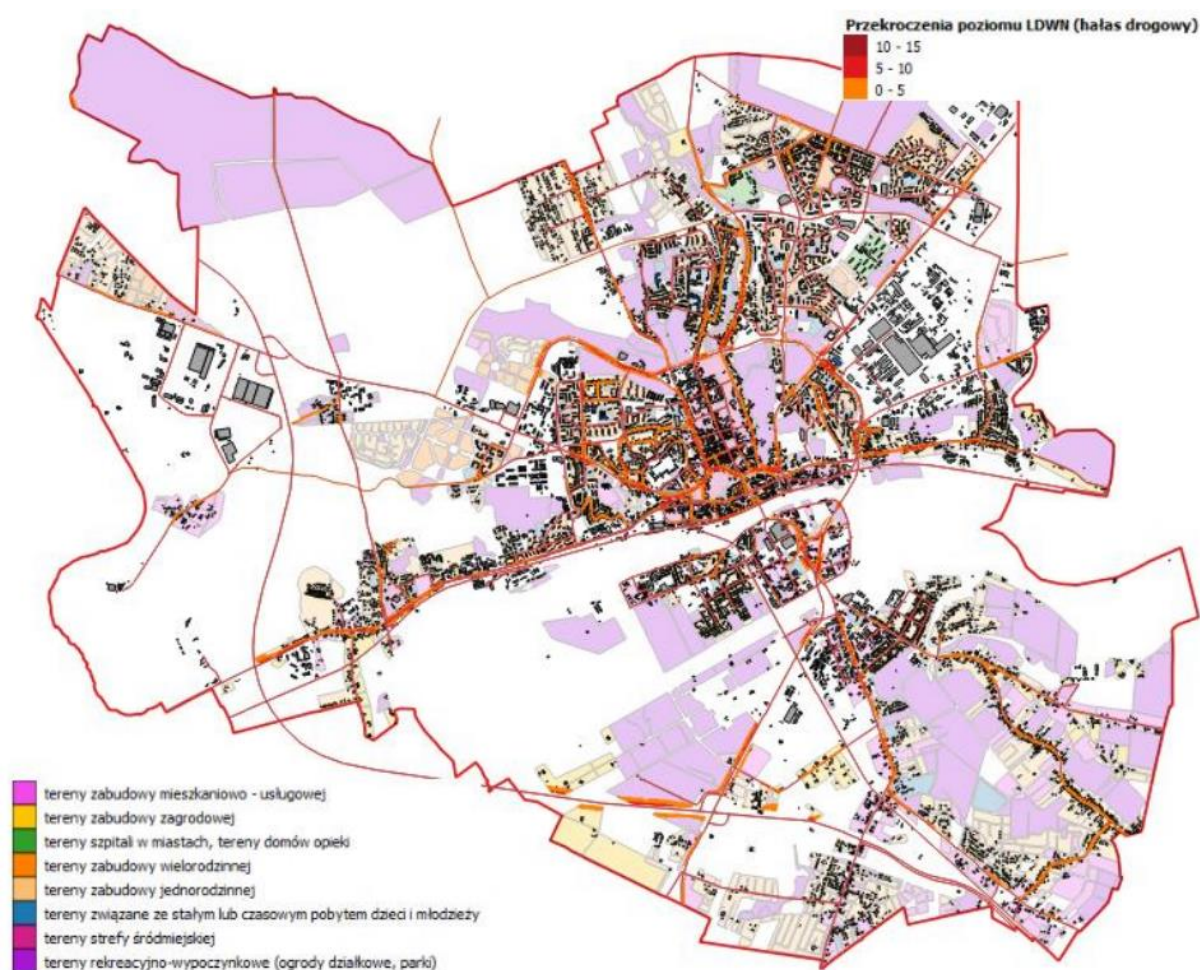 Przekroczenia poziomu LDWN (hałas drogowy)
10 - 15
5 - 10
0 - 5
tereny zabudowy mieszkaniowo - usługowej
tereny zabudowy zagrodowej
tereny szpitali w miastach, tereny domów opieki
tereny zabudowy wielorodzinnej
tereny zabudowy jednorodzinnej
tereny związane ze stałym lub czasowym pobytem dzieci i młodzieży
tereny strefy śródmiejskiej
tereny rekreacyjno-wypoczynkowe (ogrody działkowe, parki)